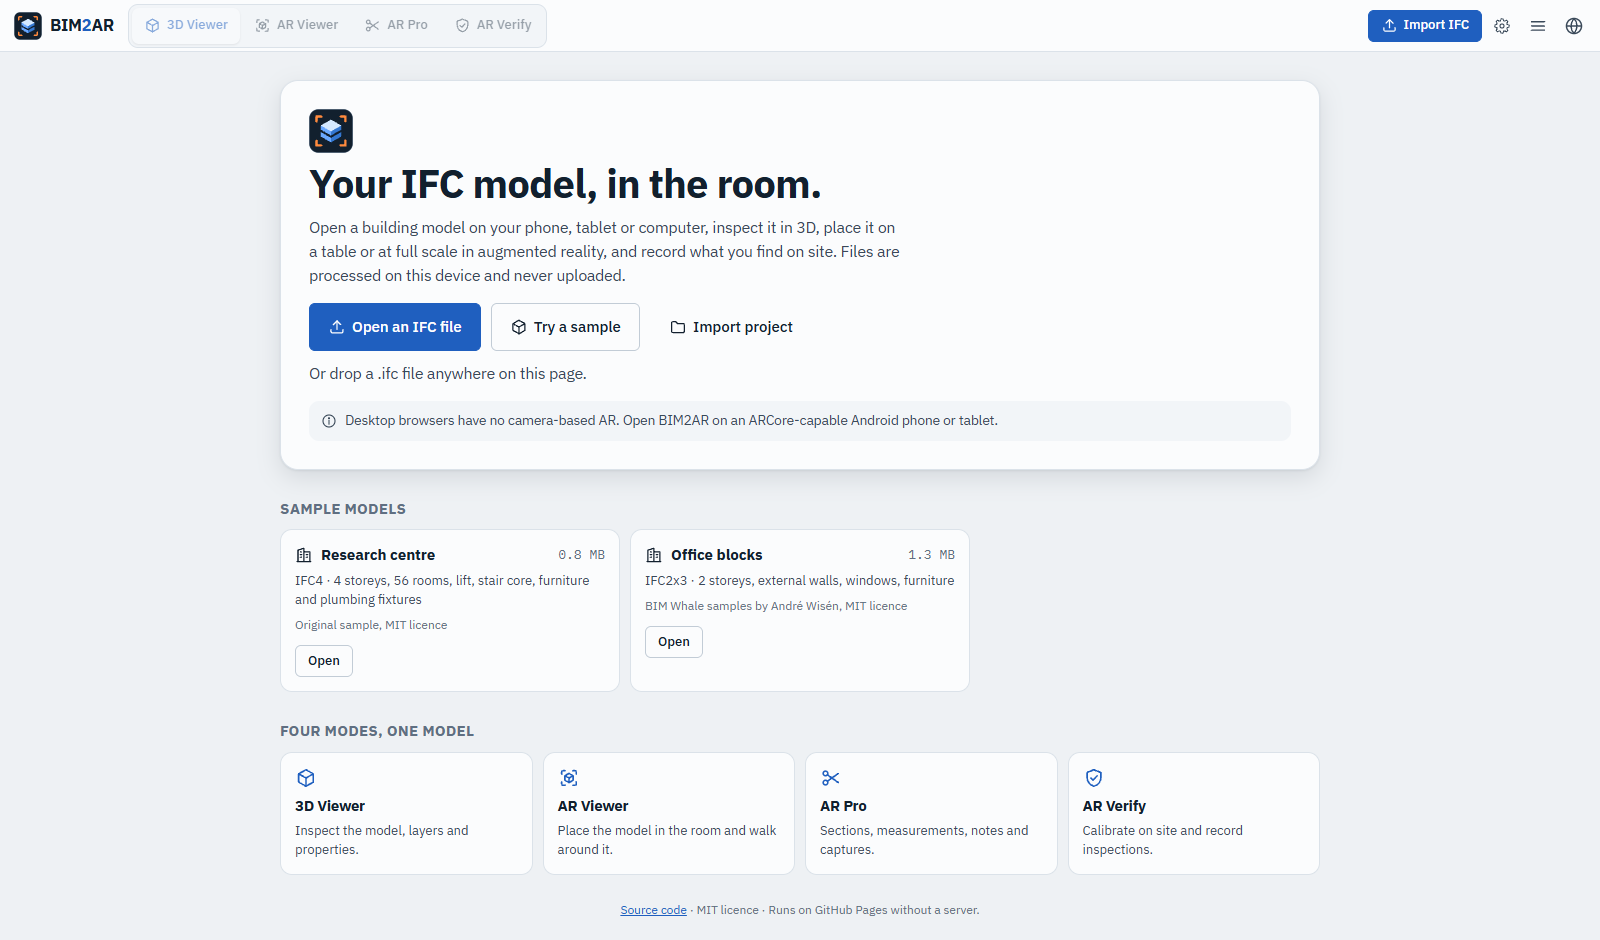 BIM2AR
3D Viewer
AR Viewer
AR Pro
AR Verify
Import IFC
Your IFC model, in the room.
Open a building model on your phone, tablet or computer, inspect it in 3D, place it on
a table or at full scale in augmented reality, and record what you find on site. Files are
processed on this device and never uploaded.
Open an IFC file
Try a sample
Import project
Or drop a .ifc file anywhere on this page.
Desktop browsers have no camera-based AR. Open BIM2AR on an ARCore-capable Android phone or tablet.
SAMPLE MODELS
Research centre
0.8 MB
IFC4 · 4 storeys, 56 rooms, lift, stair core, furniture
and plumbing fixtures
Original sample, MIT licence
Open
Office blocks
1.3 MB
IFC2x3 · 2 storeys, external walls, windows, furniture
BIM Whale samples by André Wisén, MIT licence
Open
FOUR MODES, ONE MODEL
3D Viewer
Inspect the model, layers and
properties.
AR Viewer
Place the model in the room and walk
around it.
AR Pro
Sections, measurements, notes and
captures.
AR Verify
Calibrate on site and record
inspections.
Source code · MIT licence · Runs on GitHub Pages without a server.